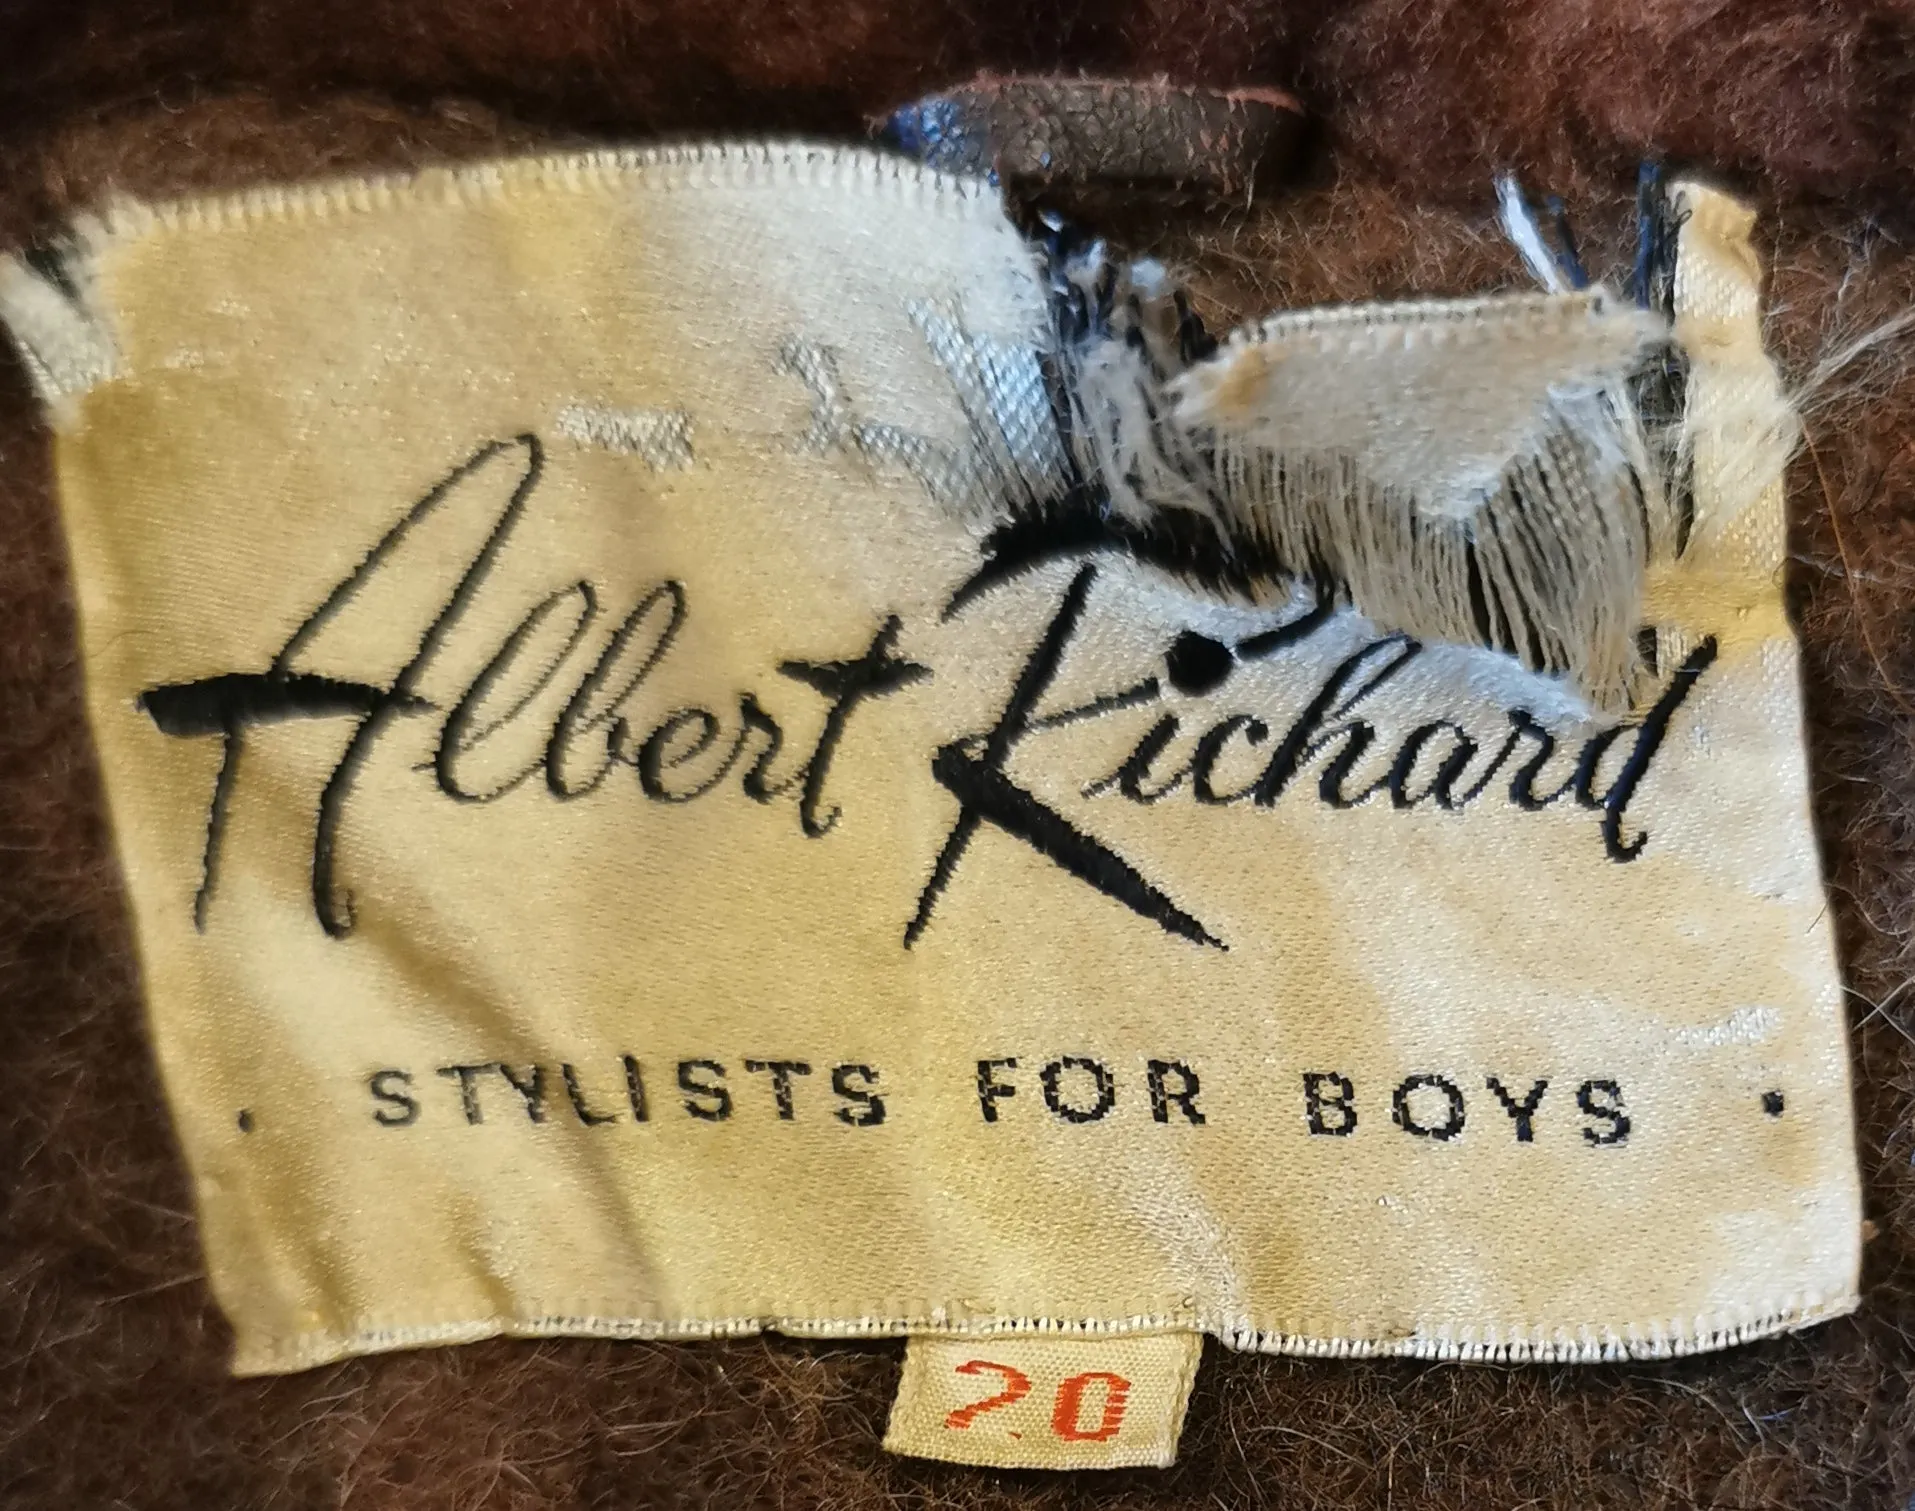 Albert Richard
· STYLISTS FOR BOYS ·
20